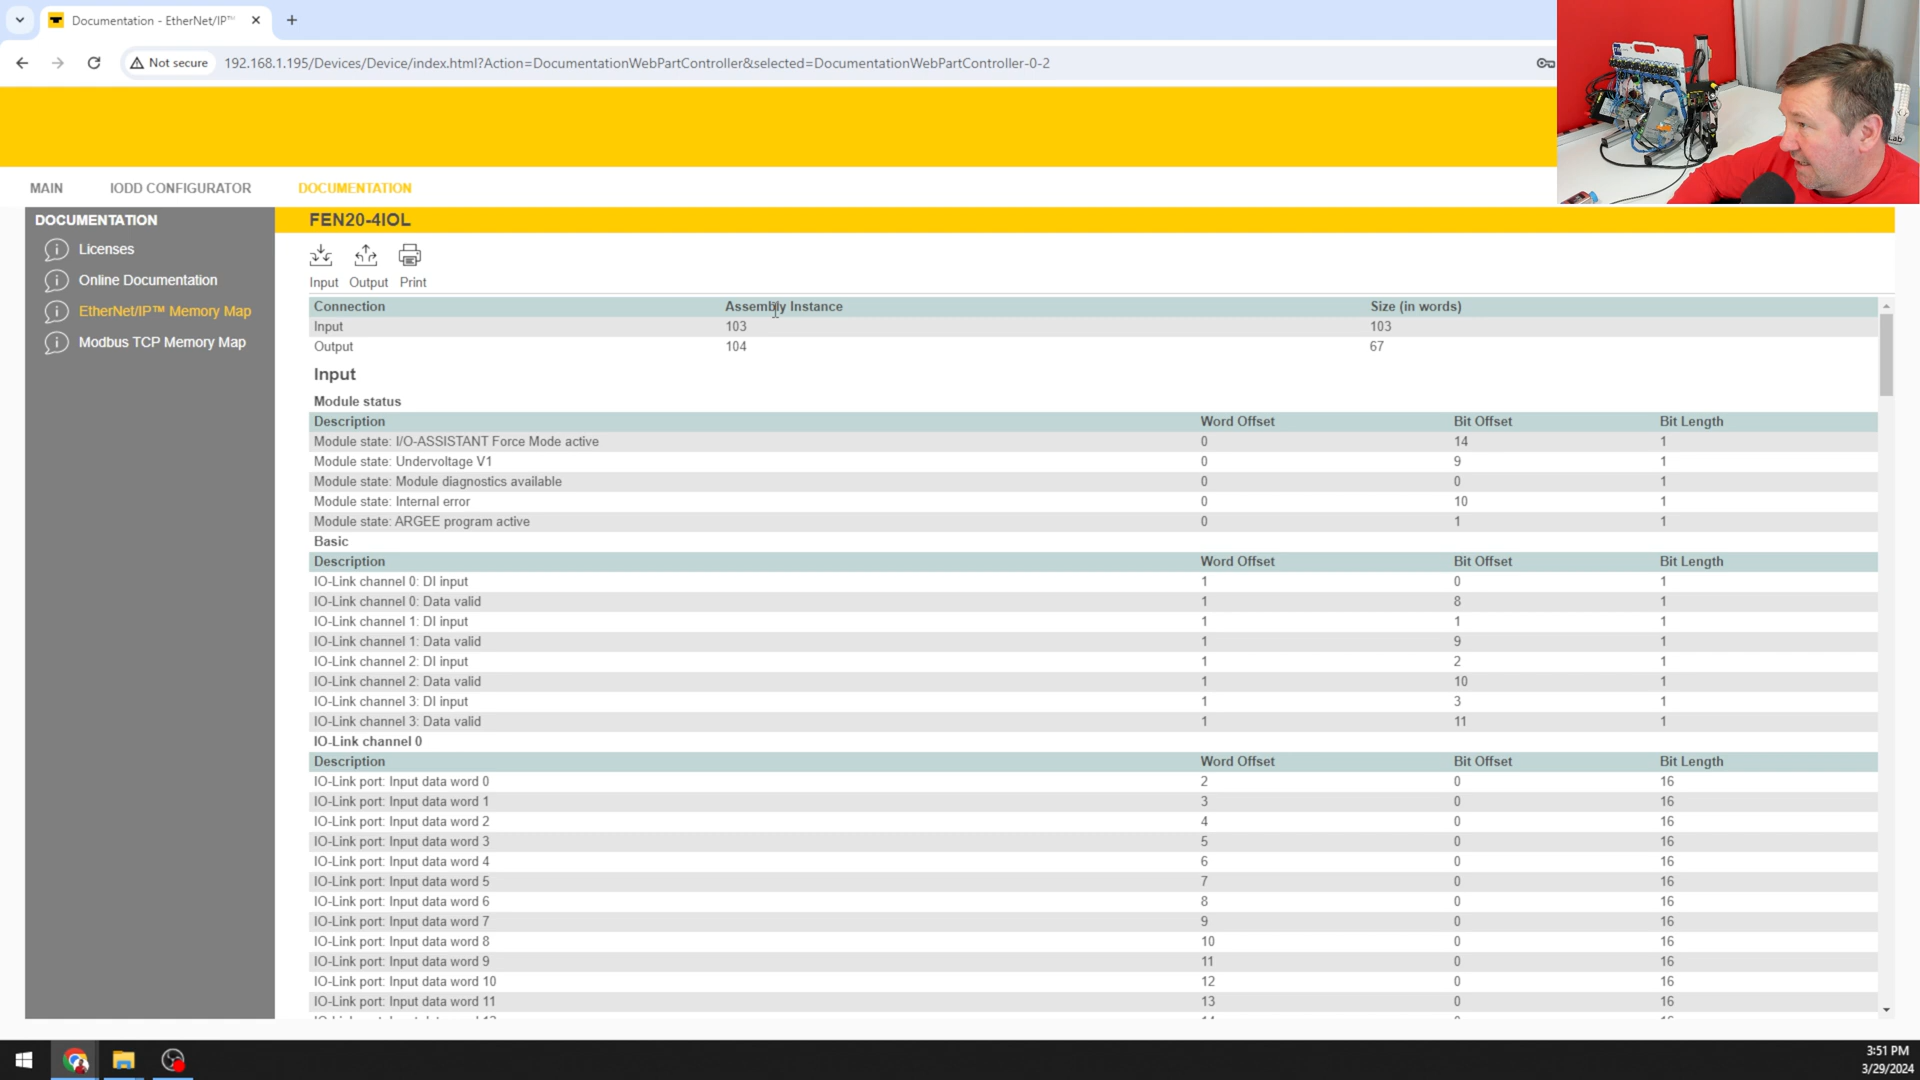 Documentation - EtherNet/IP™
Not secure 192.168.1.195/Devices/Device/index.html?Action=DocumentationWebPartController&selected=DocumentationWebPartController-0-2
Lab
MAIN IODD CONFIGURATOR DOCUMENTATION
DOCUMENTATION
Licenses
Online Documentation
EtherNet/IP™ Memory Map
Modbus TCP Memory Map
FEN20-4IOL
Input Output Print
Connection Assembly Instance Size (in words)
Input 103 103
Output 104 67
Input
Module status
Description Word Offset Bit Offset Bit Length
Module state: I/O-ASSISTANT Force Mode active 0 14 1
Module state: Undervoltage V1 0 9 1
Module state: Module diagnostics available 0 0 1
Module state: Internal error 0 10 1
Module state: ARGEE program active 0 1 1
Basic
Description Word Offset Bit Offset Bit Length
IO-Link channel 0: DI input 1 0 1
IO-Link channel 0: Data valid 1 8 1
IO-Link channel 1: DI input 1 1 1
IO-Link channel 1: Data valid 1 9 1
IO-Link channel 2: DI input 1 2 1
IO-Link channel 2: Data valid 1 10 1
IO-Link channel 3: DI input 1 3 1
IO-Link channel 3: Data valid 1 11 1
IO-Link channel 0
Description Word Offset Bit Offset Bit Length
IO-Link port: Input data word 0 2 0 16
IO-Link port: Input data word 1 3 0 16
IO-Link port: Input data word 2 4 0 16
IO-Link port: Input data word 3 5 0 16
IO-Link port: Input data word 4 6 0 16
IO-Link port: Input data word 5 7 0 16
IO-Link port: Input data word 6 8 0 16
IO-Link port: Input data word 7 9 0 16
IO-Link port: Input data word 8 10 0 16
IO-Link port: Input data word 9 11 0 16
IO-Link port: Input data word 10 12 0 16
IO-Link port: Input data word 11 13 0 16
3:51 PM
3/29/2024